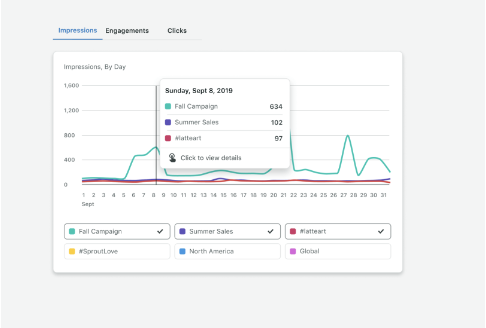 Impressions Engagements Clicks
Impressions, By Day
1,600
1,200
800
400
0
Sunday, Sept 8, 2019
Fall Campaign 634
Summer Sales 102
#latteart 97
Click to view details
1 2 3 4 5 6 7 8 9 10 11 12 13 14 15 16 17 18 19 20 21 22 23 24 25 26 27 28 29 30 31
Sept
Fall Campaign Summer Sales #latteart
#SproutLove North America Global